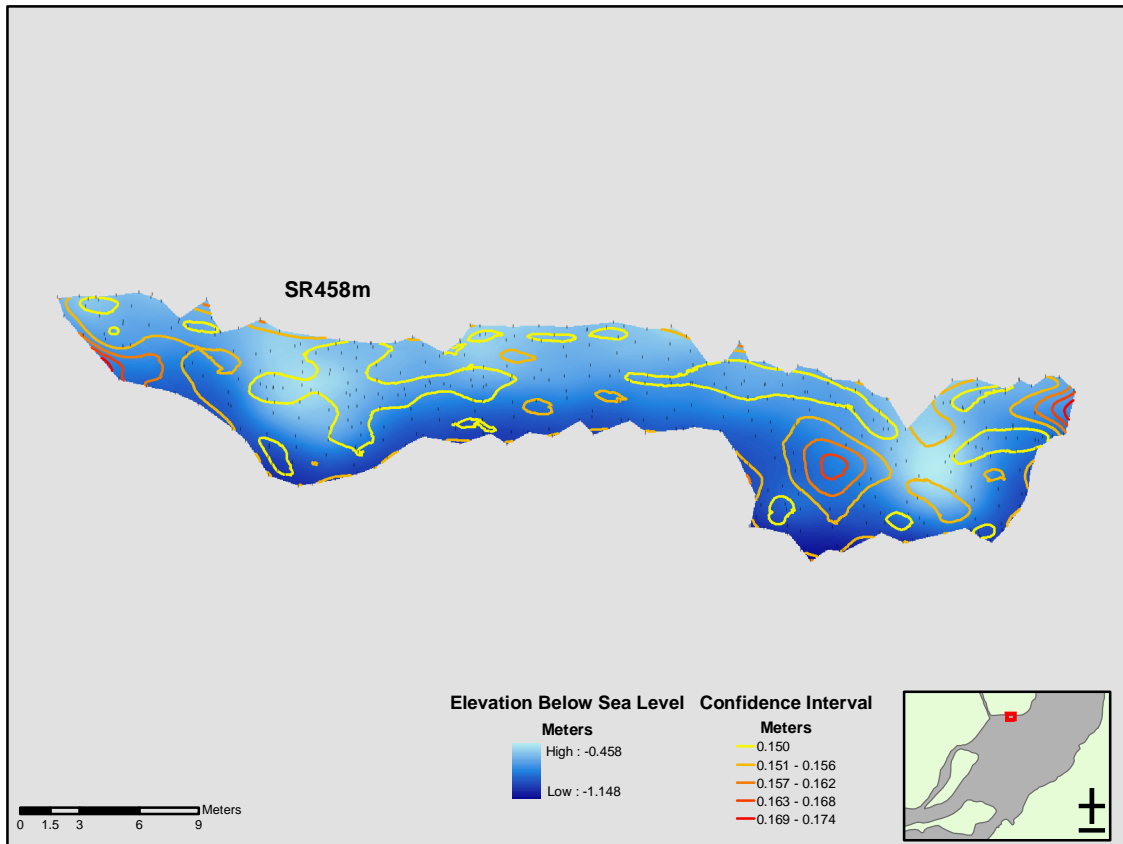 SR458m
Elevation Below Sea Level
Meters
High : -0.458
Low : -1.148
Confidence Interval
Meters
0.150
0.151 - 0.156
0.157 - 0.162
0.163 - 0.168
0.169 - 0.174
Meters
0 1.5 3 6 9